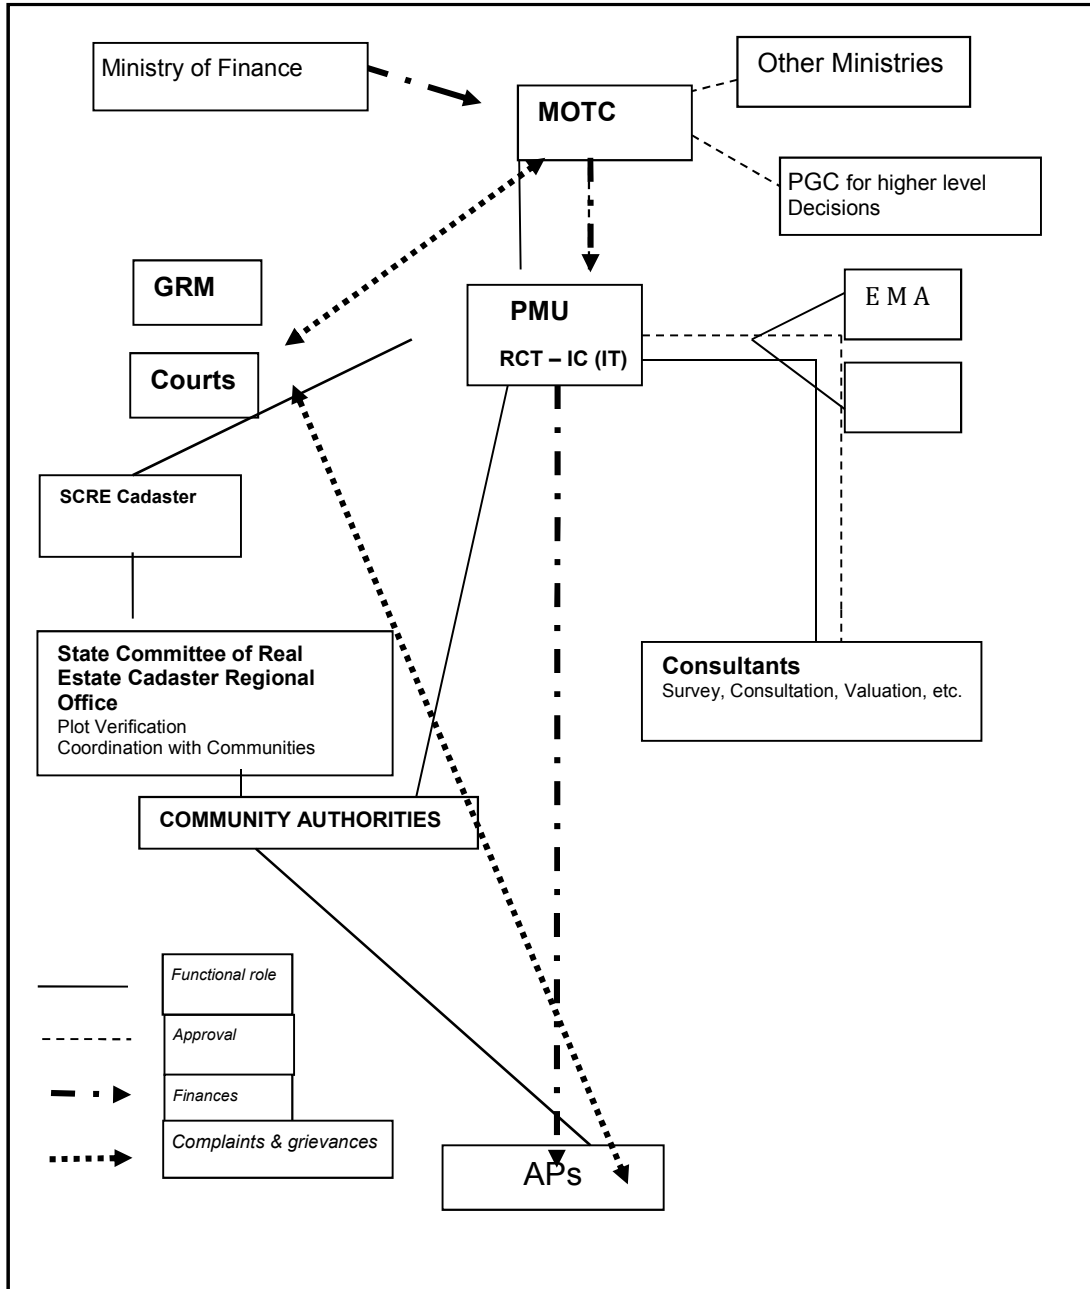 Ministry of Finance
Other Ministries
MOTC
PGC for higher level
Decisions
GRM
PMU
RCT – IC (IT)
E M A
Courts
SCRE Cadaster
State Committee of Real
Estate Cadaster Regional
Office
Plot Verification
Coordination with Communities
Consultants
Survey, Consultation, Valuation, etc.
COMMUNITY AUTHORITIES
Functional role
Approval
Finances
Complaints & grievances
APs